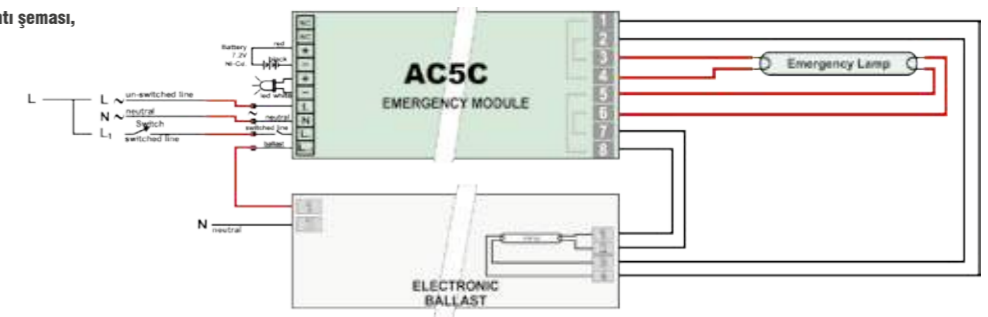 tı şeması,
NC
NC
+
−
+
−
L
N
L
Battery
7.2V
Ni-Cd.
red
black
led white
L
L ~ un-switched line
N ~ neutral
Switch
L1 switched line
~
neutral
switched line
ballast
AC5C
EMERGENCY MODULE
1
2
3
4
5
6
7
8
Emergency Lamp
N neutral
ELECTRONIC
BALLAST